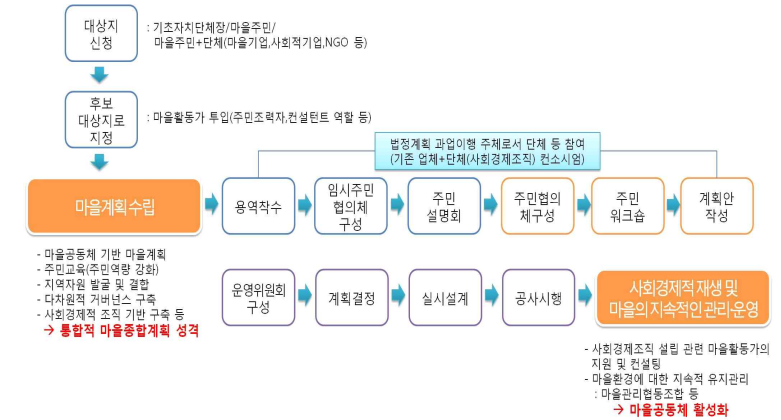 대상지
신청
: 기초자치단체장/마을주민/
마을주민+단체(마을기업,사회적기업,NGO 등)
후보
대상지로
지정
: 마을활동가 투입(주민조력자,컨설턴트 역할 등)
법정계획 과업이행 주체로서 단체 등 참여
(기존 업체+단체(사회경제조직) 컨소시엄)
마을계획 수립
용역착수
임시주민
협의체
구성
주민
설명회
주민협의
체구성
주민
워크숍
계획안
작성
- 마을공동체 기반 마을계획
- 주민교육(주민역량 강화)
- 지역자원 발굴 및 결합
- 다차원적 거버넌스 구축
- 사회경제적 조직 기반 구축 등
→ 통합적 마을종합계획 성격
운영위원회
구성
계획결정
실시설계
공사시행
사회경제적 재생 및
마을의 지속적인 관리·운영
- 사회경제조직 설립 관련 마을활동가의
지원 및 컨설팅
- 마을환경에 대한 지속적 유지관리
: 마을관리협동조합 등
→ 마을공동체 활성화